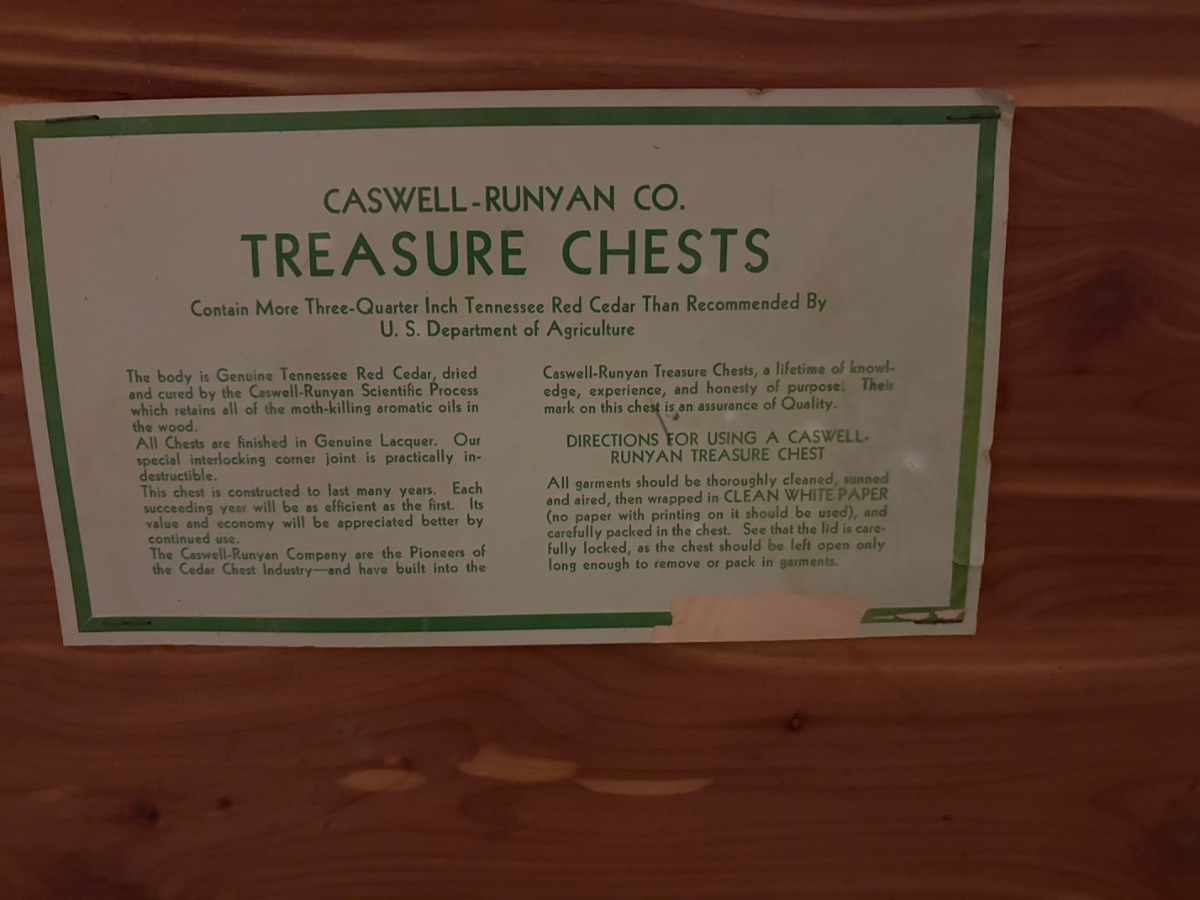 CASWELL-RUNYAN CO.
TREASURE CHESTS
Contain More Three-Quarter Inch Tennessee Red Cedar Than Recommended By
U. S. Department of Agriculture
The body is Genuine Tennessee Red Cedar, dried
and cured by the Caswell-Runyan Scientific Process
which retains all of the moth-killing aromatic oils in
the wood.
All Chests are finished in Genuine Lacquer. Our
special interlocking corner joint is practically in-
destructible.
This chest is constructed to last many years. Each
succeeding year will be as efficient as the first. Its
value and economy will be appreciated better by
continued use.
The Caswell-Runyan Company are the Pioneers of
the Cedar Chest Industry—and have built into the
Caswell-Runyan Treasure Chests, a lifetime of knowl-
edge, experience, and honesty of purpose. Their
mark on this chest is an assurance of Quality.
DIRECTIONS FOR USING A CASWELL-
RUNYAN TREASURE CHEST
All garments should be thoroughly cleaned, sunned
and aired, then wrapped in CLEAN WHITE PAPER
(no paper with printing on it should be used), and
carefully packed in the chest. See that the lid is care-
fully locked, as the chest should be left open only
long enough to remove or pack in garments.